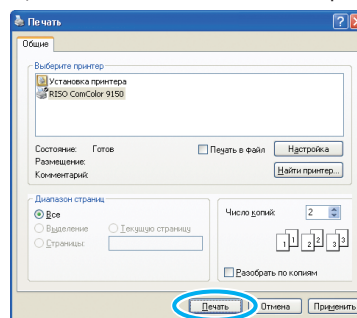 Печать
Общие
Выберите принтер
Установка принтера
RISO ComColor 9150
Состояние: Готов
Размещение:
Комментарий:
Печать в файл
Настройка
Найти принтер...
Диапазон страниц
Все
Выделение
Текущую страницу
Страницы:
Число копий: 2
1 1 2 2 3 3
Разобрать по копиям
Печать
Отмена
Применить